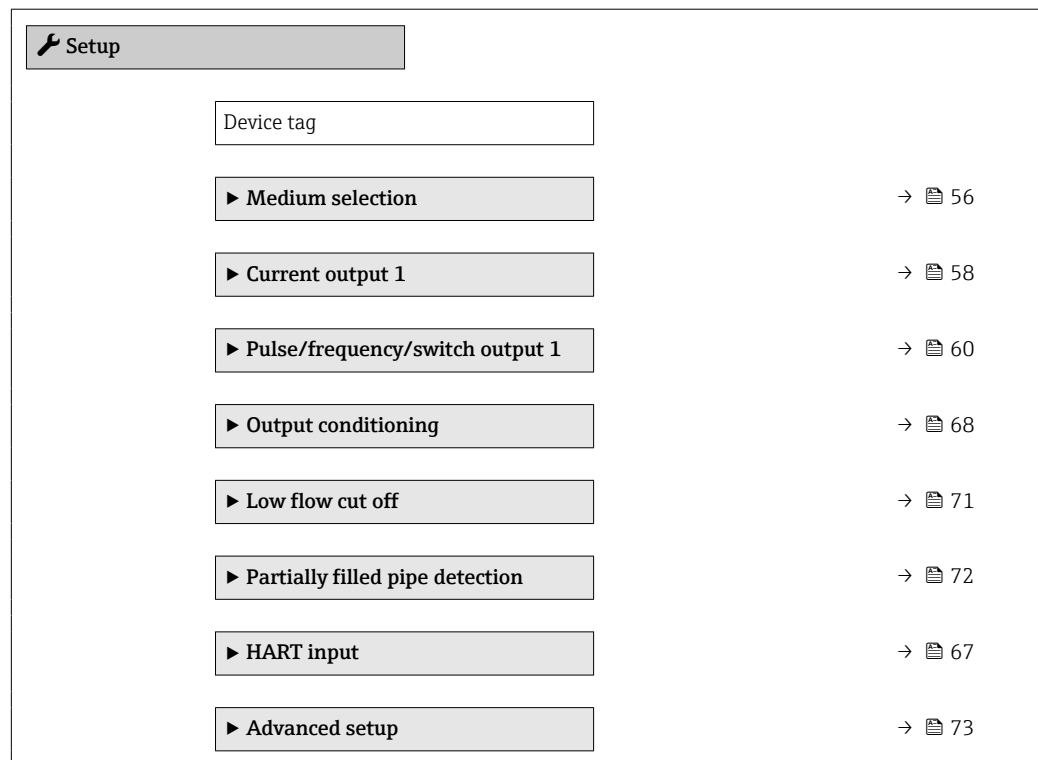 Setup
Device tag
▶ Medium selection → 56
▶ Current output 1 → 58
▶ Pulse/frequency/switch output 1 → 60
▶ Output conditioning → 68
▶ Low flow cut off → 71
▶ Partially filled pipe detection → 72
▶ HART input → 67
▶ Advanced setup → 73